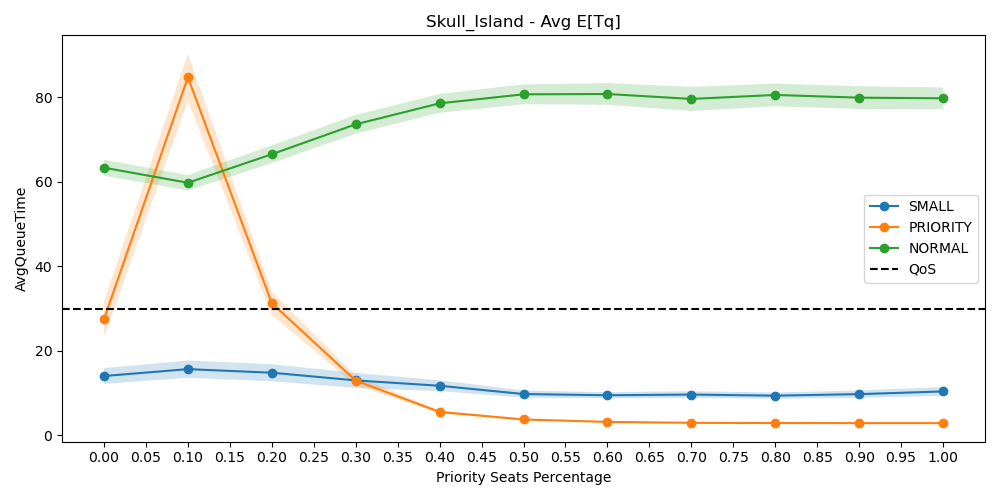 Skull_Island - Avg E[Tq]
AvgQueueTime
80
60
40
20
0
SMALL
PRIORITY
NORMAL
QoS
0.00 0.05 0.10 0.15 0.20 0.25 0.30 0.35 0.40 0.45 0.50 0.55 0.60 0.65 0.70 0.75 0.80 0.85 0.90 0.95 1.00
Priority Seats Percentage